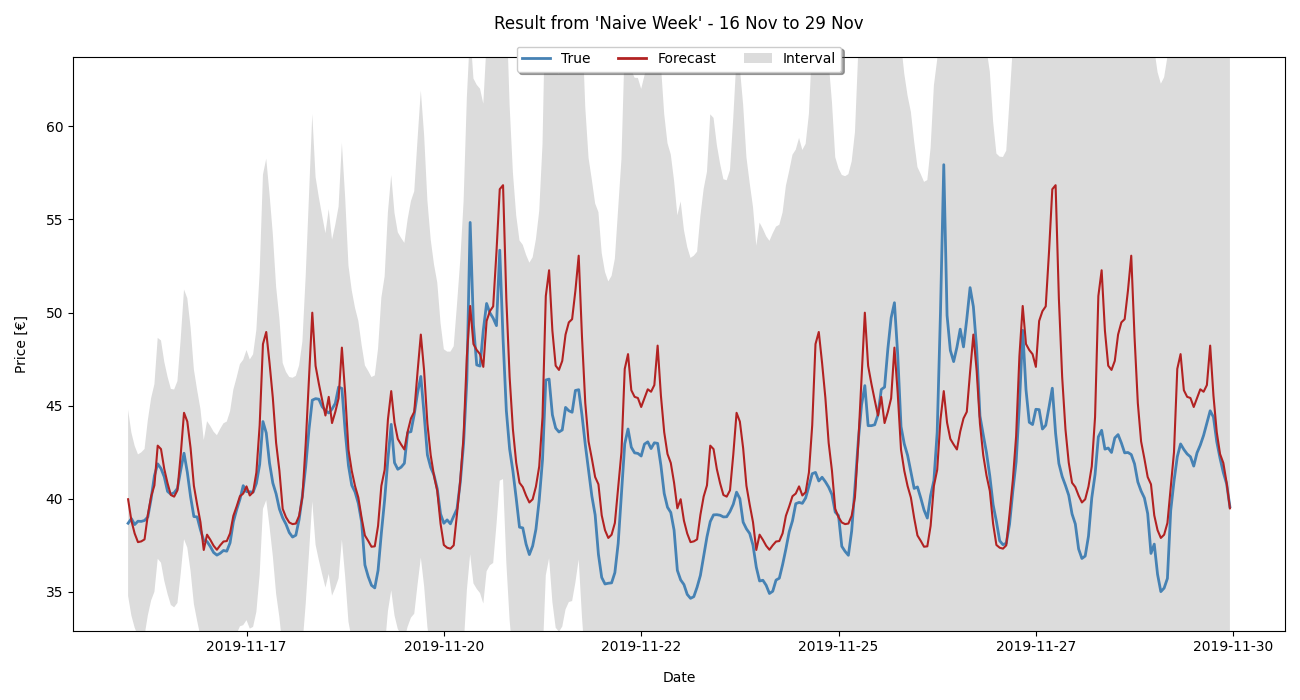 Result from 'Naive Week' - 16 Nov to 29 Nov
True Forecast Interval
Price [€]
60
55
50
45
40
35
2019-11-17 2019-11-20 2019-11-22 2019-11-25 2019-11-27 2019-11-30
Date